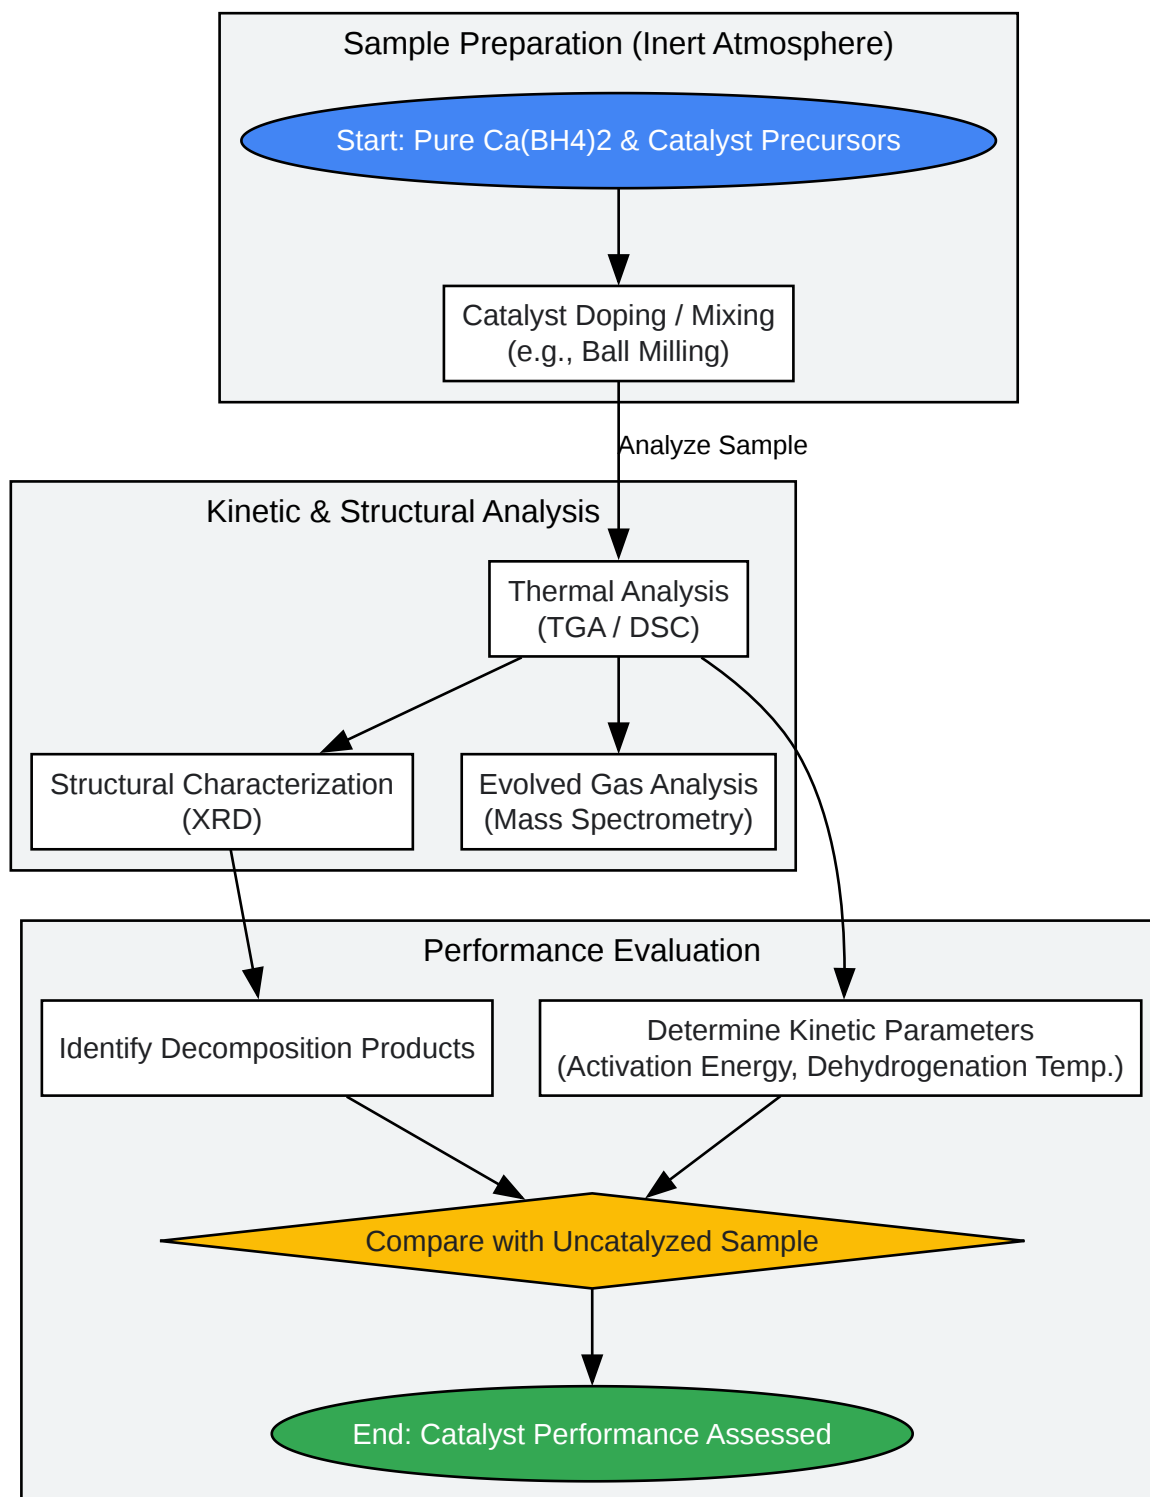 Sample Preparation (Inert Atmosphere)
Start: Pure Ca(BH4)2 & Catalyst Precursors
Catalyst Doping / Mixing
(e.g., Ball Milling)
Analyze Sample
Kinetic & Structural Analysis
Thermal Analysis
(TGA / DSC)
Structural Characterization
(XRD)
Evolved Gas Analysis
(Mass Spectrometry)
Performance Evaluation
Identify Decomposition Products
Determine Kinetic Parameters
(Activation Energy, Dehydrogenation Temp.)
Compare with Uncatalyzed Sample
End: Catalyst Performance Assessed